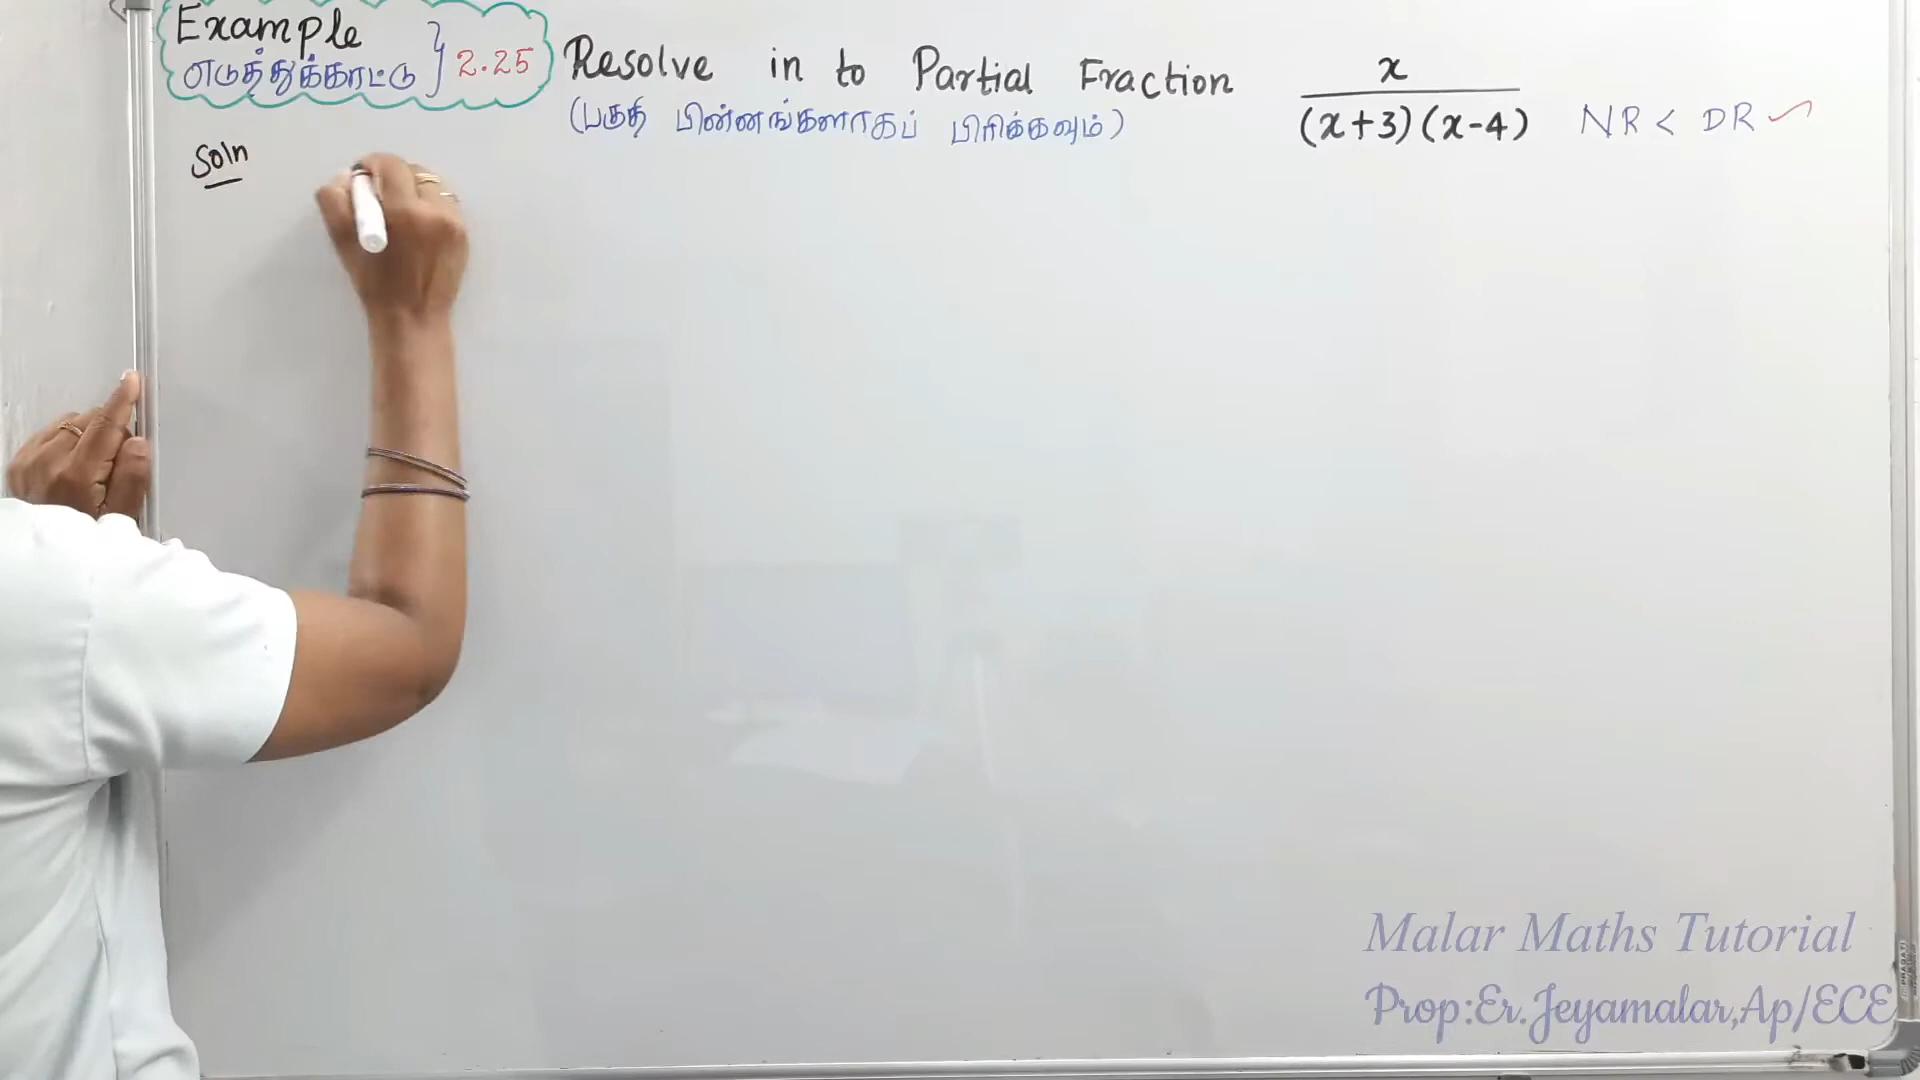 Example
எடுத்துக்காட்டு } 2.25
Resolve in to Partial Fraction x / (x+3)(x-4)
(பகுதி பின்னங்களாகப் பிரிக்கவும்)
NR < DR ✓
Soln
Malar Maths Tutorial
Prop:Er.Jeyamalar,Ap/ECE